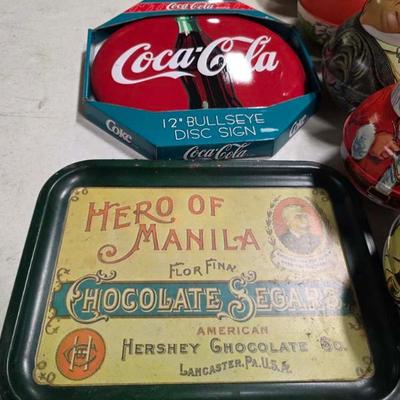 Coca-Cola
Coca-Cola
12" BULLSEYE
DISC SIGN
Coke
Coca-Cola
Coke
HERO OF
MANILA
FLOR FINA
CHOCOLATE SEGARS
AMERICAN
HERSHEY CHOCOLATE CO.
LANCASTER, PA. U.S.A.